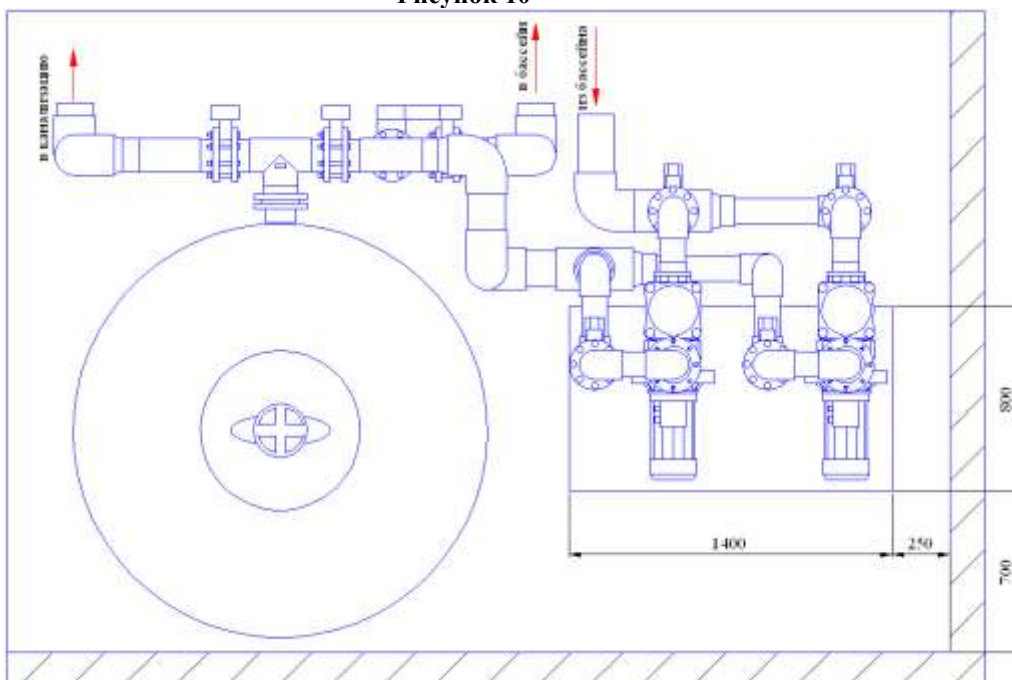 Рисунок 10
в канализацию
в бассейн
из бассейна
800
1400
250
700